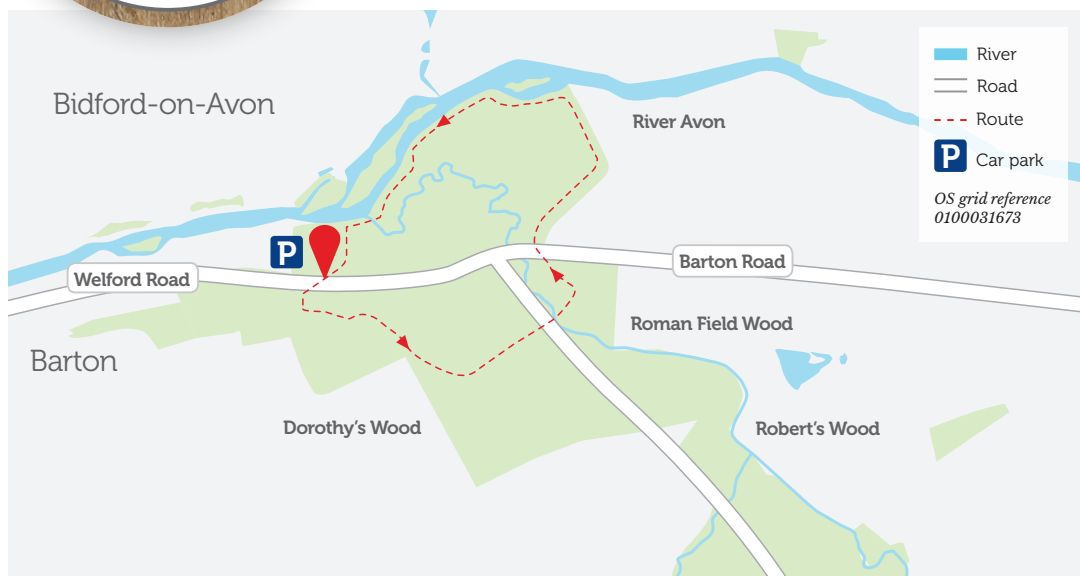 Bidford-on-Avon
River Avon
River
Road
Route
P Car park
OS grid reference
0100031673
P
Welford Road
Barton Road
Barton
Roman Field Wood
Dorothy's Wood
Robert's Wood